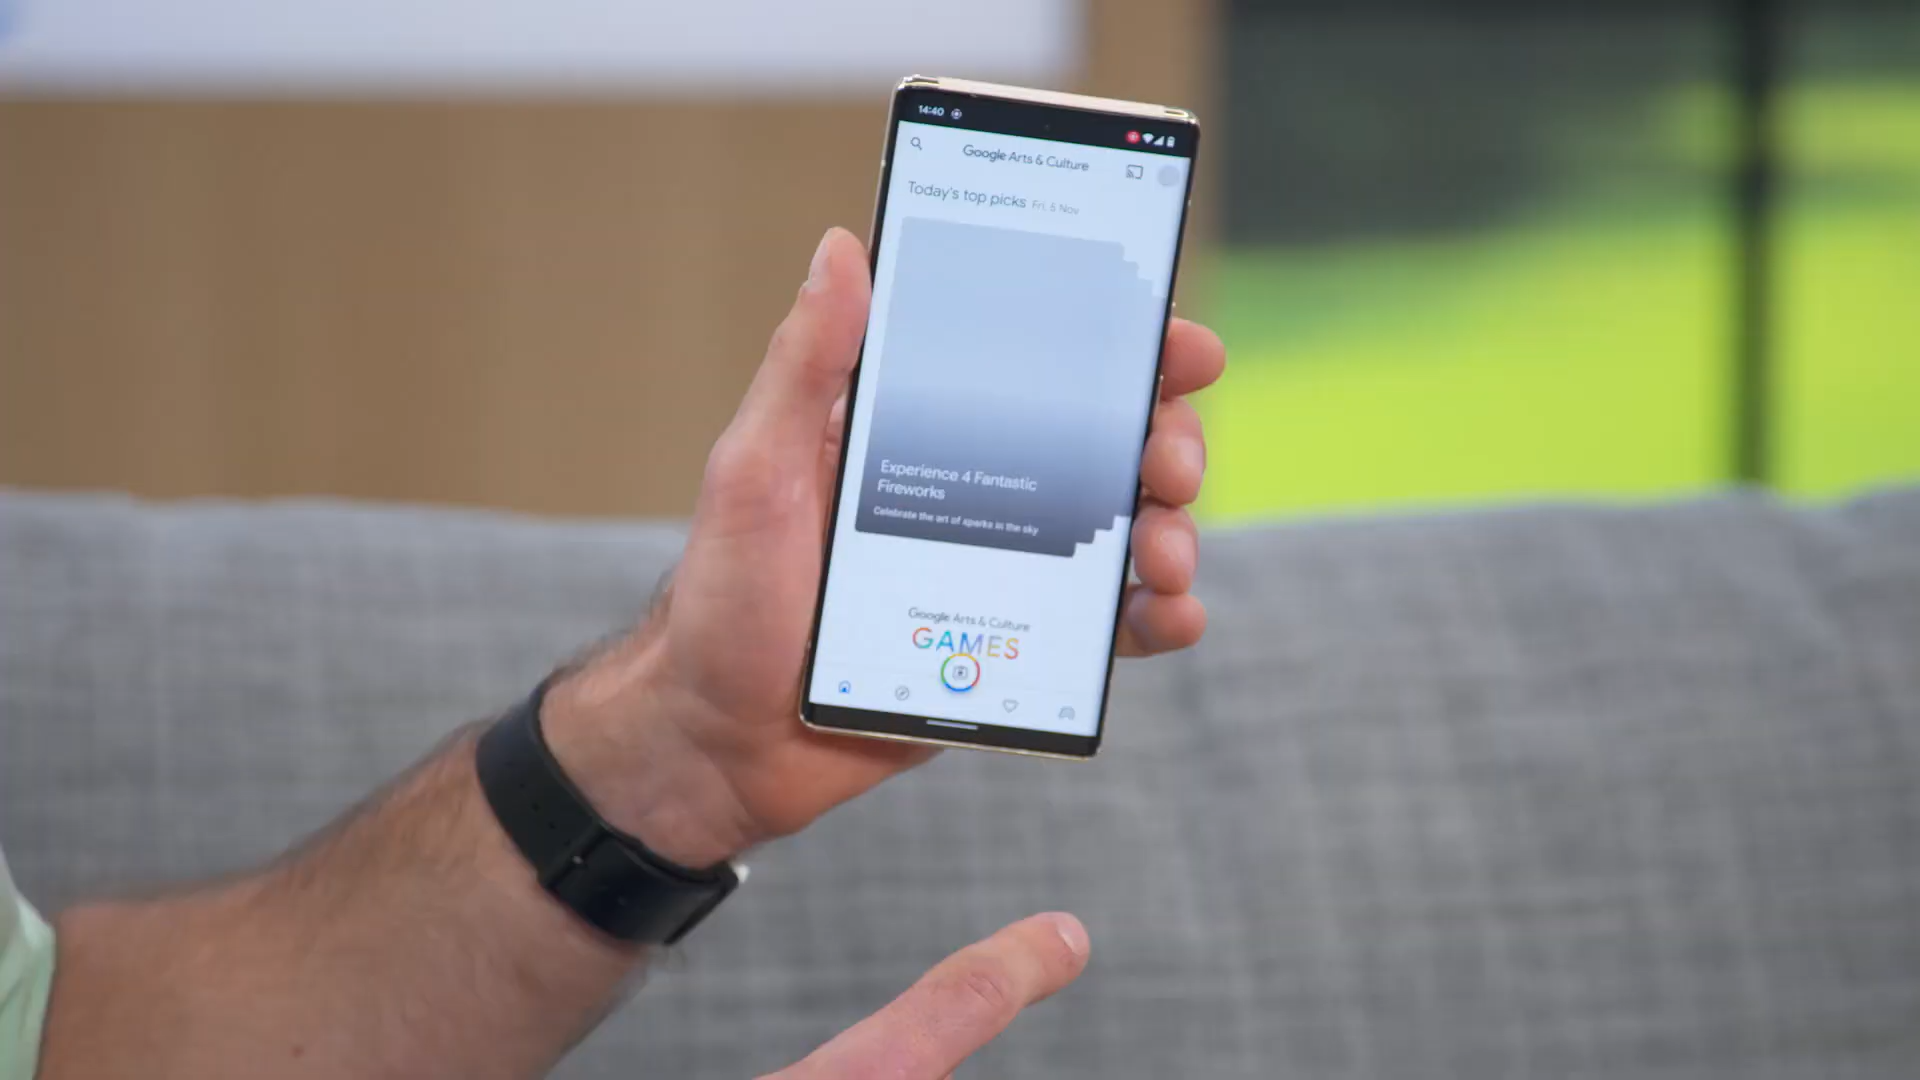 14:40
Google Arts & Culture
Today's top picks Fri, 5 Nov
Experience 4 Fantastic
Fireworks
Celebrate the art of sparks in the sky
Google Arts & Culture
GAMES